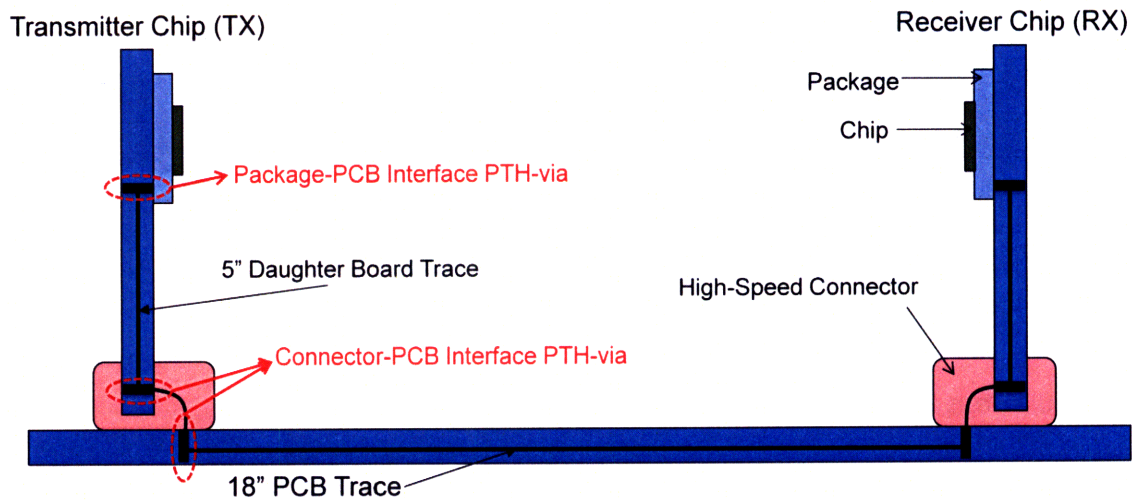 Transmitter Chip (TX)
Receiver Chip (RX)
Package
Chip
Package-PCB Interface PTH-via
5” Daughter Board Trace
High-Speed Connector
Connector-PCB Interface PTH-via
18” PCB Trace